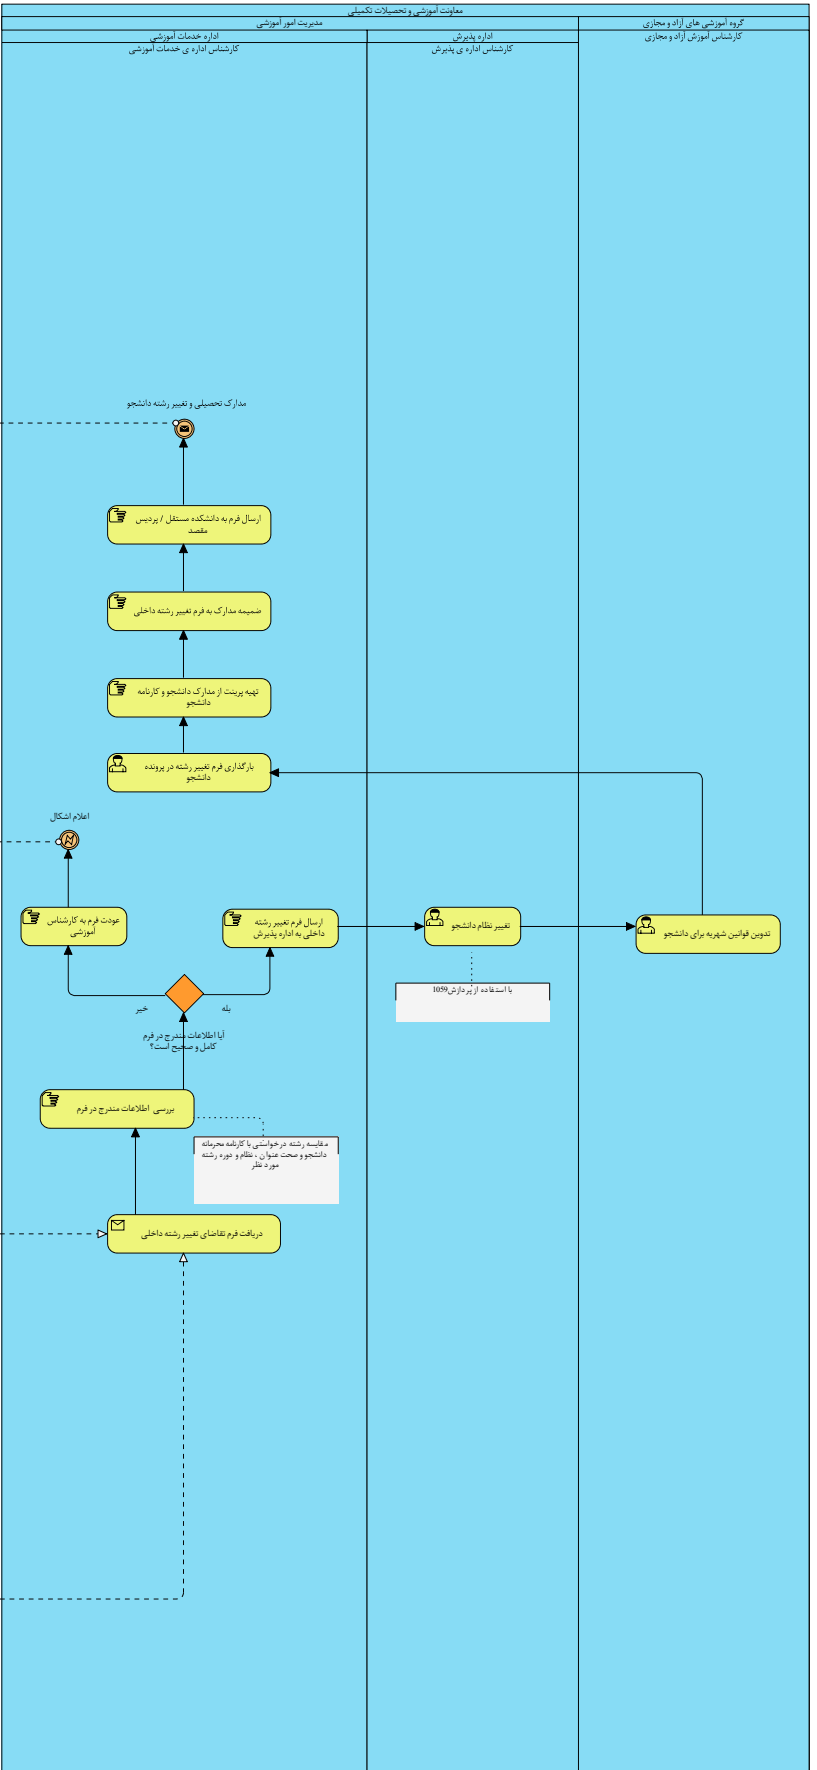 معاونت آموزشی و تحصیلات تکمیلی
گروه آموزشی های آزاد و مجازی
مدیریت امور آموزشی
کارشناس آموزش آزاد و مجازی
اداره پذیرش
اداره خدمات آموزشی
کارشناس اداره ی پذیرش
کارشناس اداره ی خدمات آموزشی
مدارک تحصیلی و تغییر رشته دانشجو
ارسال فرم به دانشکده مستقل / پردیس
مقصد
ضمیمه مدارک به فرم تغییر رشته داخلی
تهیه پرینت از مدارک دانشجو و کارنامه
دانشجو
بارگذاری فرم تغییر رشته در پرونده
دانشجو
اعلام اشکال
تدوین قوانین شهریه برای دانشجو
تغییر نظام دانشجو
ارسال فرم تغییر رشته
داخلی به اداره پذیرش
عودت فرم به کارشناس
آموزشی
با استفاده از پردازش1059
بله
خیر
آیا اطلاعات مندرج در فرم
کامل و صحیح است؟
بررسی اطلاعات مندرج در فرم
مقایسه رشته درخواستی با کارنامه محرمانه
دانشجو و صحت عنوان ، نظام و دوره رشته
مورد نظر
دریافت فرم تقاضای تغییر رشته داخلی